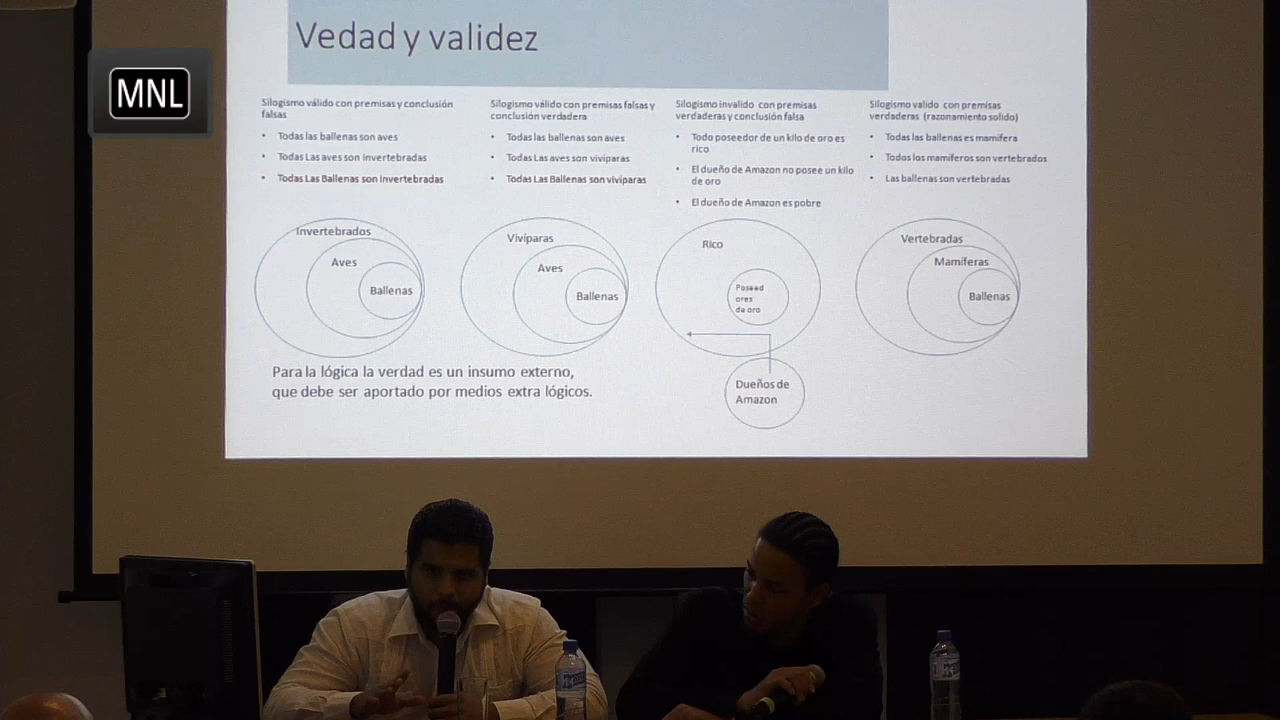 MNL
Vedad y validez
Silogismo válido con premisas y conclusión
falsas
• Todas las ballenas son aves
• Todas Las aves son Invertebradas
• Todas Las Ballenas son Invertebradas
Silogismo válido con premisas falsas y
conclusión verdadera
• Todas las ballenas son aves
• Todas Las aves son vivíparas
• Todas Las Ballenas son vivíparas
Silogismo invalido con premisas
verdaderas y conclusión falsa
• Todo poseedor de un kilo de oro es
rico
• El dueño de Amazon no posee un kilo
de oro
• El dueño de Amazon es pobre
Silogismo valido con premisas
verdaderas (razonamiento solido)
• Todas las ballenas es mamífera
• Todos los mamíferos son vertebrados
• Las ballenas son vertebradas
Invertebrados
Aves
Ballenas
Vivíparas
Aves
Ballenas
Rico
Poseed
ores
de oro
Dueños de
Amazon
Vertebradas
Mamíferas
Ballenas
Para la lógica la verdad es un insumo externo,
que debe ser aportado por medios extra lógicos.